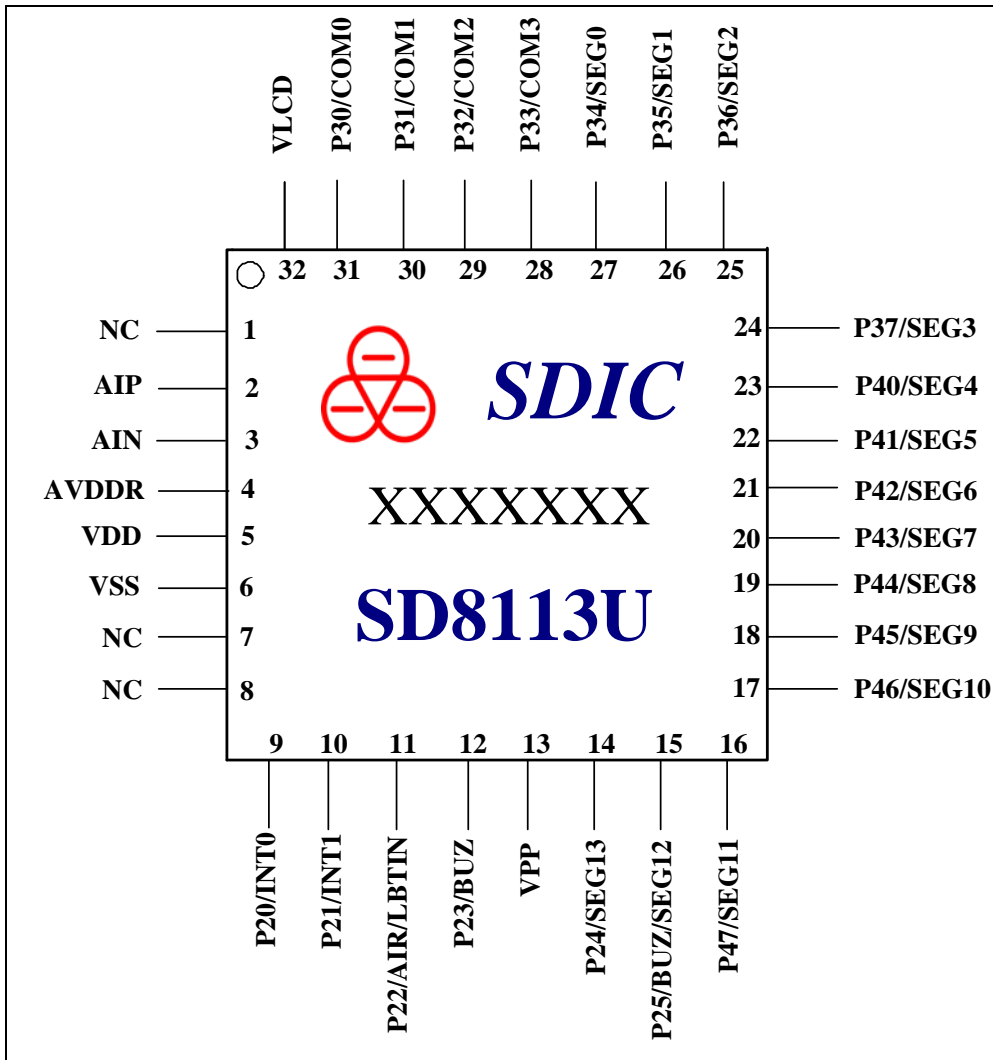 VLCD
P30/COM0
P31/COM1
P32/COM2
P33/COM3
P34/SEG0
P35/SEG1
P36/SEG2
32 31 30 29 28 27 26 25
NC 1
AIP 2
AIN 3
AVDDR 4
VDD 5
VSS 6
NC 7
NC 8
SDIC
XXXXXXX
SD8113U
24 P37/SEG3
23 P40/SEG4
22 P41/SEG5
21 P42/SEG6
20 P43/SEG7
19 P44/SEG8
18 P45/SEG9
17 P46/SEG10
9 10 11 12 13 14 15 16
P20/INT0
P21/INT1
P22/AIR/LBTIN
P23/BUZ
VPP
P24/SEG13
P25/BUZ/SEG12
P47/SEG11